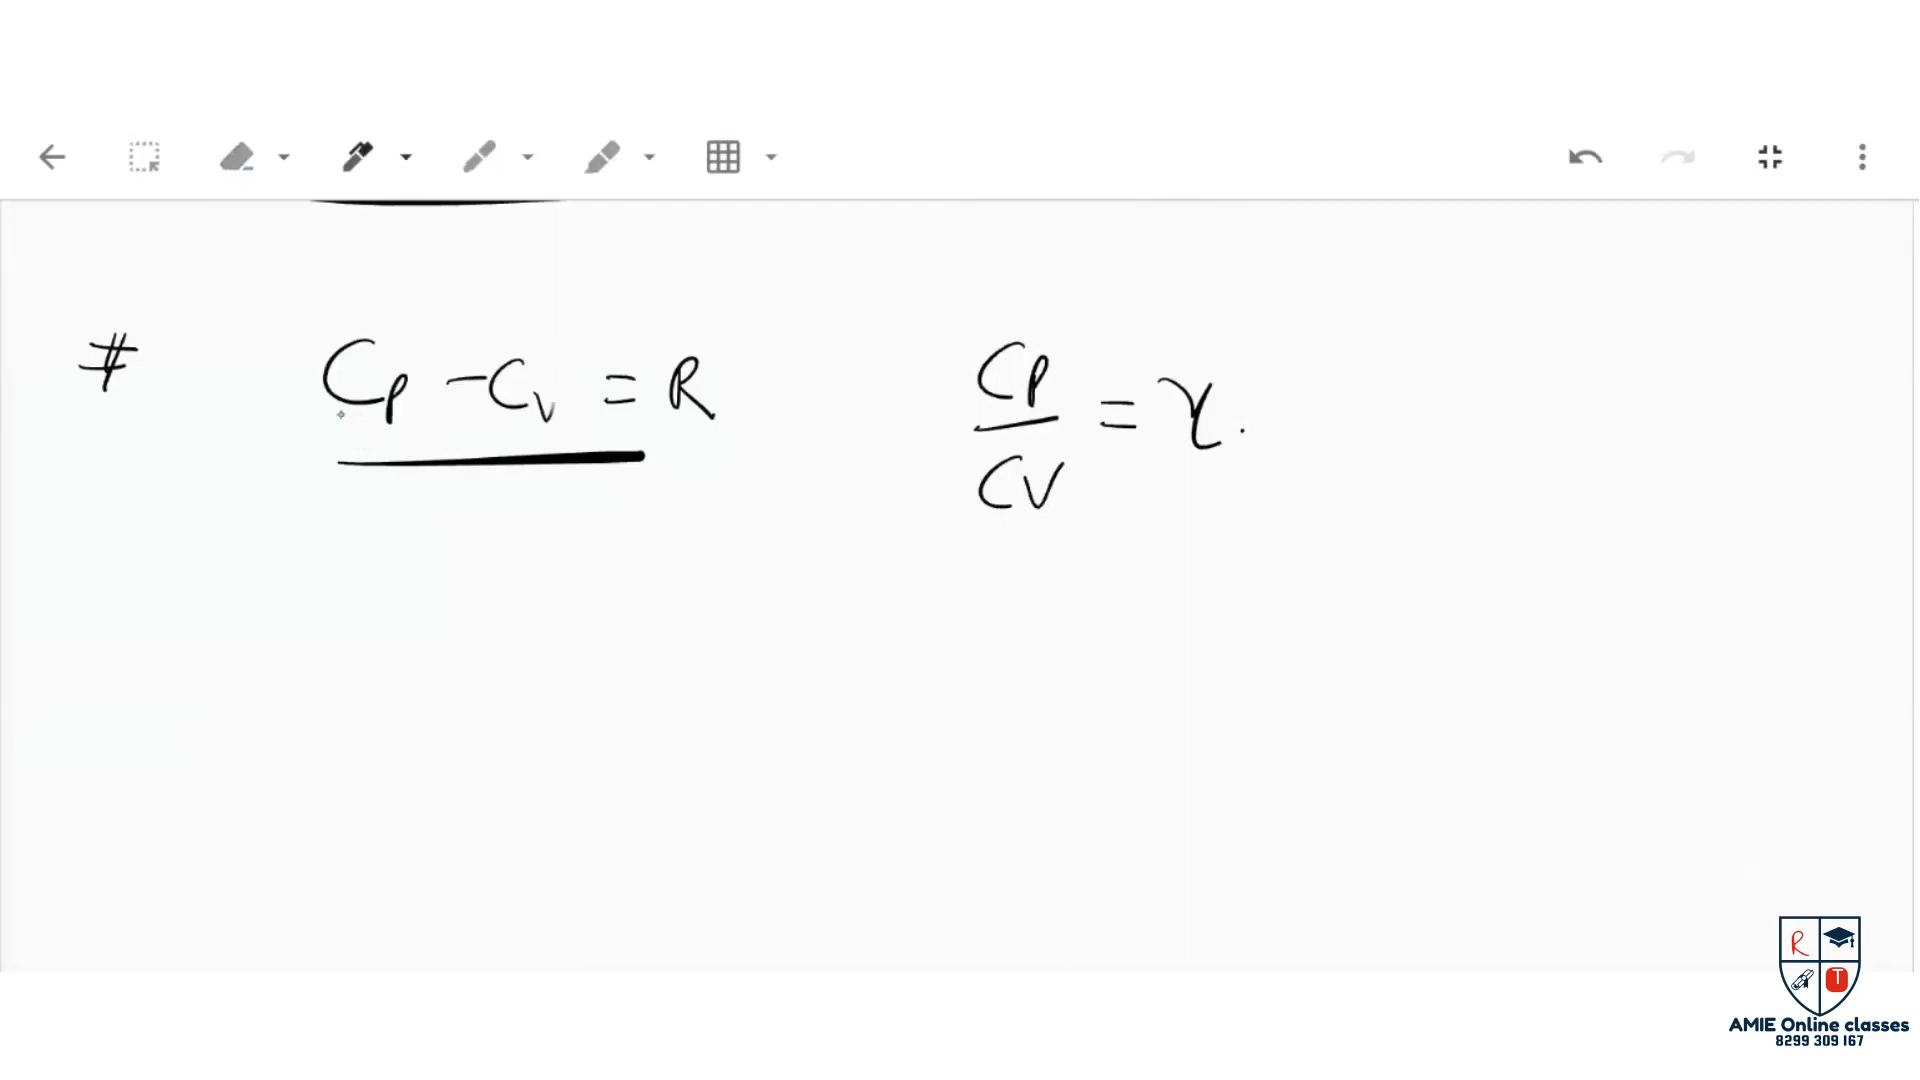 # Cp - Cv = R
Cp / CV = γ.
R T
AMIE Online classes
8299 309 167